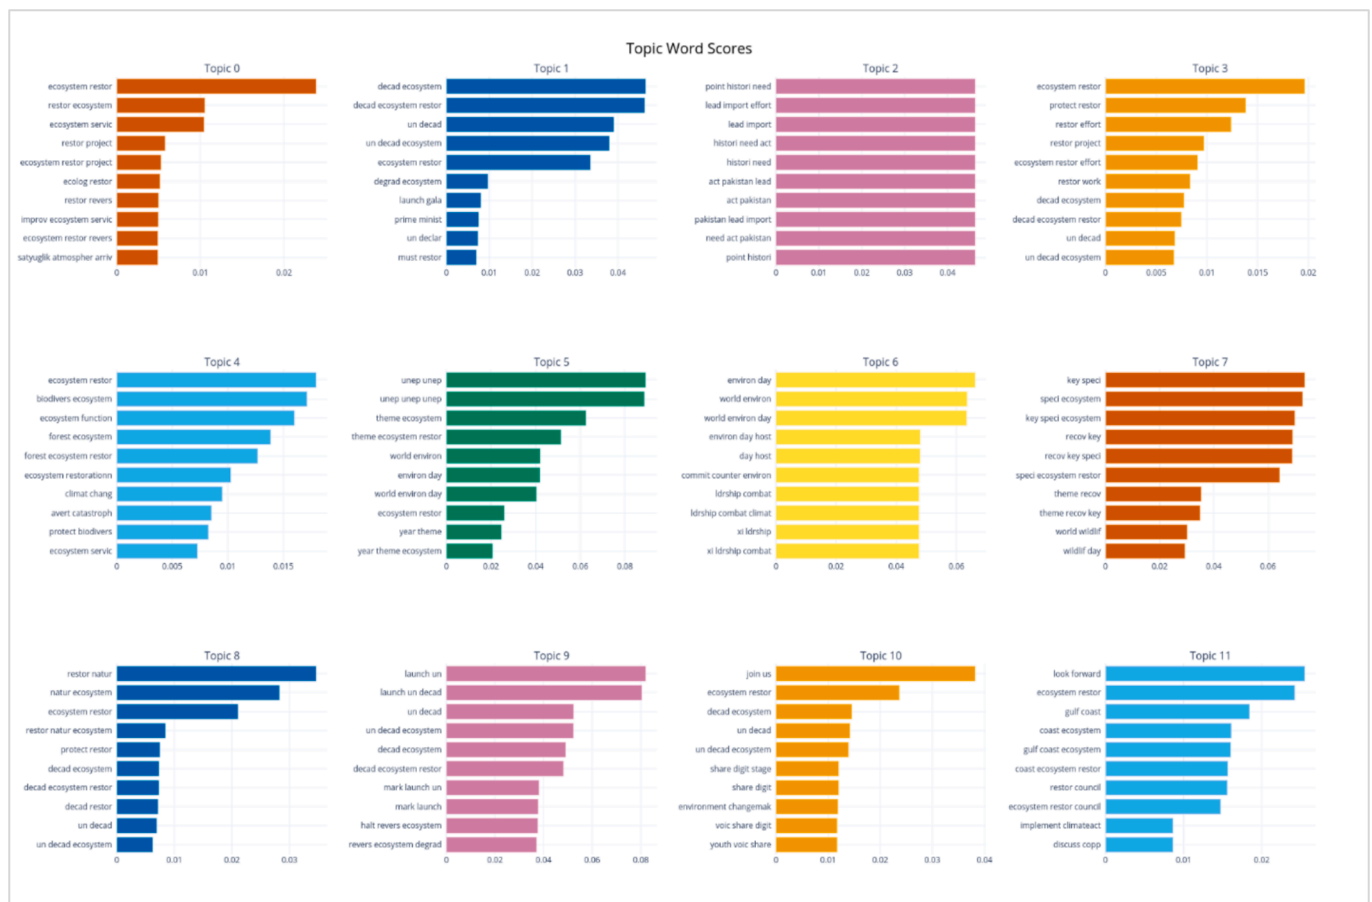 Topic Word Scores
Topic 0
ecosystem restor
restor ecosystem
ecosystem servic
restor project
ecosystem restor project
ecolog restor
restor revers
improv ecosystem servic
ecosystem restor revers
satyuglik atmospher arriv
0 0.01 0.02
Topic 1
decad ecosystem
decad ecosystem restor
un decad
un decad ecosystem
ecosystem restor
degrad ecosystem
launch gala
prime minist
un declar
must restor
0 0.01 0.02 0.03 0.04
Topic 2
point histori need
lead import effort
lead import
histori need act
histori need
act pakistan lead
act pakistan
pakistan lead import
need act pakistan
point histori
0 0.01 0.02 0.03 0.04
Topic 3
ecosystem restor
protect restor
restor effort
restor project
ecosystem restor effort
restor work
decad ecosystem
decad ecosystem restor
un decad
un decad ecosystem
0 0.005 0.01 0.015 0.02
Topic 4
ecosystem restor
biodivers ecosystem
ecosystem function
forest ecosystem
forest ecosystem restor
ecosystem restorationn
climat chang
avert catastroph
protect biodivers
ecosystem servic
0 0.005 0.01 0.015
Topic 5
unep unep
unep unep unep
theme ecosystem
theme ecosystem restor
world environ
environ day
world environ day
ecosystem restor
year theme
year theme ecosystem
0 0.02 0.04 0.06 0.08
Topic 6
environ day
world environ
world environ day
environ day host
day host
commit counter environ
ldrship combat
ldrship combat climat
xi ldrship
xi ldrship combat
0 0.02 0.04 0.06
Topic 7
key speci
speci ecosystem
key speci ecosystem
recov key
recov key speci
speci ecosystem restor
theme recov
theme recov key
world wildlif
wildlif day
0 0.02 0.04 0.06
Topic 8
restor natur
natur ecosystem
ecosystem restor
restor natur ecosystem
protect restor
decad ecosystem
decad ecosystem restor
decad restor
un decad
un decad ecosystem
0 0.01 0.02 0.03
Topic 9
launch un
launch un decad
un decad
un decad ecosystem
decad ecosystem
decad ecosystem restor
mark launch un
mark launch
halt revers ecosystem
revers ecosystem degrad
0 0.02 0.04 0.06 0.08
Topic 10
join us
ecosystem restor
decad ecosystem
un decad
un decad ecosystem
share digit stage
share digit
environment changemak
voic share digit
youth voic share
0 0.01 0.02 0.03 0.04
Topic 11
look forward
ecosystem restor
gulf coast
coast ecosystem
gulf coast ecosystem
coast ecosystem restor
restor council
ecosystem restor council
implement climateact
discuss copp
0 0.01 0.02